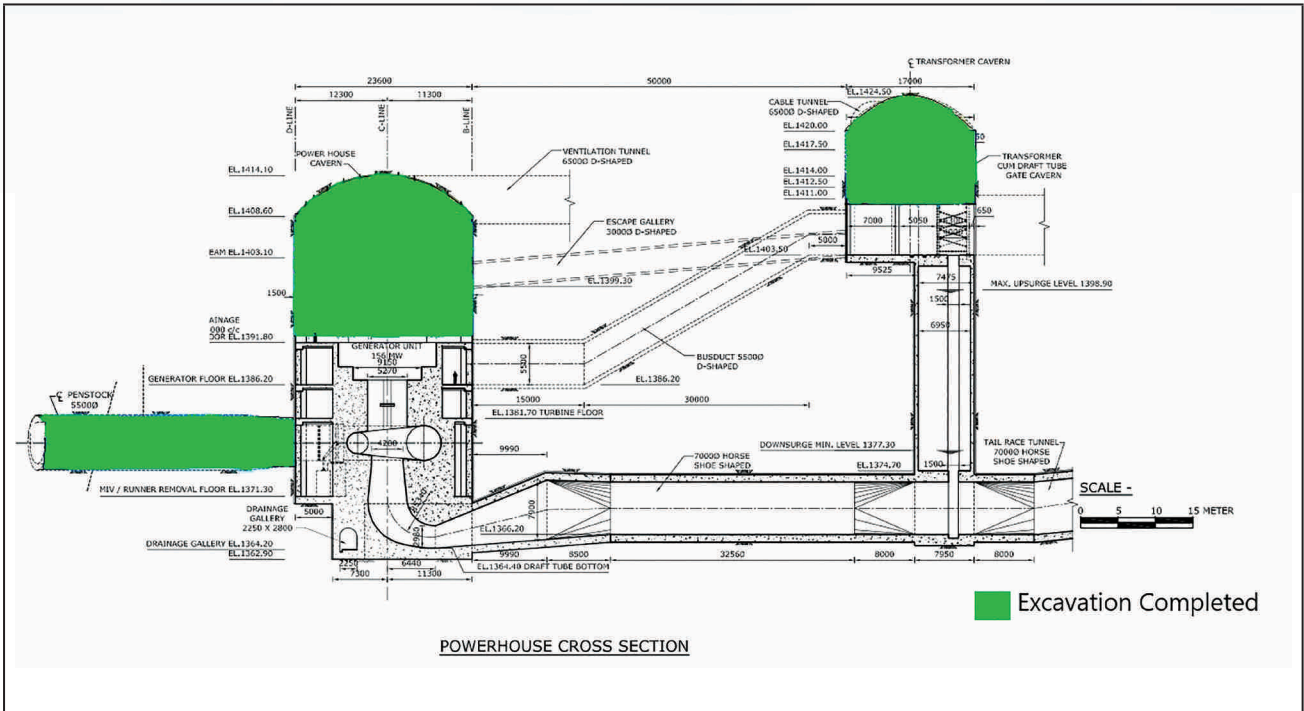 ℄ TRANSFORMER CAVERN
23600
50000
17000
12300
11300
D-LINE
C-LINE
B-LINE
EL.1424.50
CABLE TUNNEL
6500Ø D-SHAPED
EL.1420.00
EL.1417.50
EL.1414.00
EL.1412.50
EL.1411.00
TRANSFORMER
CUM DRAFT TUBE
GATE CAVERN
POWER HOUSE
CAVERN
VENTILATION TUNNEL
6500Ø D-SHAPED
EL.1414.10
EL.1408.60
ESCAPE GALLERY
3000Ø D-SHAPED
7000
5050
650
5000
EL.1403.50
EAM EL.1403.10
EL.1399.30
9525
7475
MAX. UPSURGE LEVEL 1398.90
1500
1500
6950
AINAGE
000 c/c
OOR EL.1391.80
GENERATOR UNIT
156 MW
9150
5270
5500
BUSDUCT 5500Ø
D-SHAPED
GENERATOR FLOOR EL.1386.20
EL.1386.20
℄ PENSTOCK
5500Ø
15000
30000
EL.1381.70 TURBINE FLOOR
4200
9990
DOWNSURGE MIN. LEVEL 1377.30
7000Ø HORSE
SHOE SHAPED
EL.1374.70
1500
TAIL RACE TUNNEL
7000Ø HORSE
SHOE SHAPED
MIV / RUNNER REMOVAL FLOOR EL.1371.30
SCALE -
0 5 10 15 METER
5000
DRAINAGE
GALLERY
2250 X 2800
7900
EL.1366.20
2980
DRAINAGE GALLERY EL.1364.20
EL.1362.90
9990
8500
32560
8000
7950
8000
EL.1364.40 DRAFT TUBE BOTTOM
2250
6440
7300
11300
Excavation Completed
POWERHOUSE CROSS SECTION